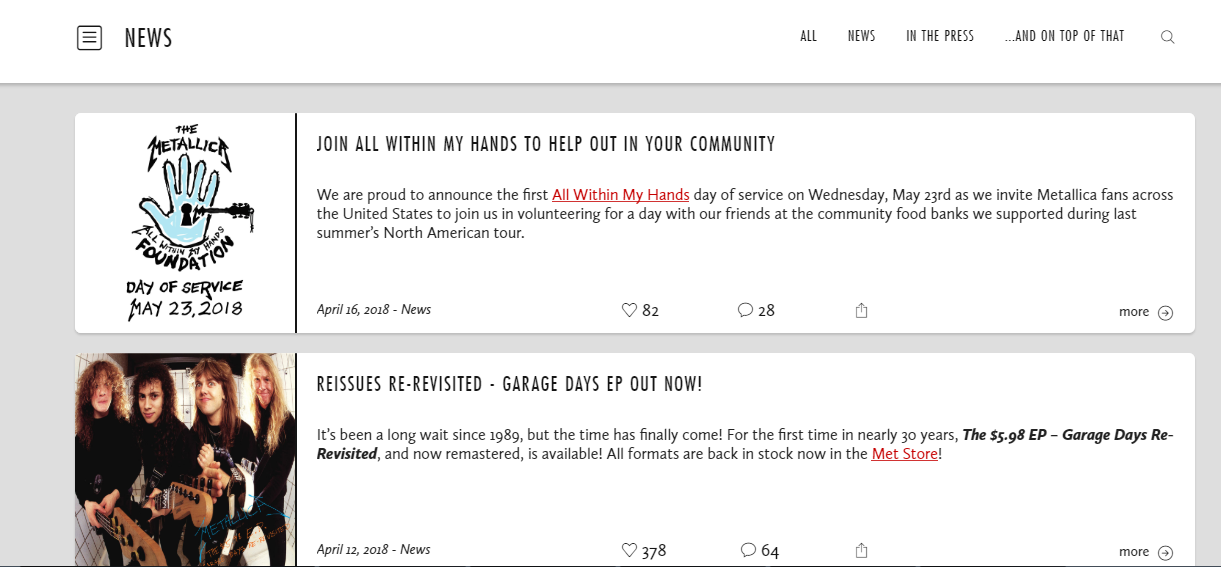 NEWS
ALL NEWS IN THE PRESS ...AND ON TOP OF THAT
THE
METALLICA
ALL WITHIN MY HANDS
FOUNDATION
DAY OF SERVICE
MAY 23, 2018
JOIN ALL WITHIN MY HANDS TO HELP OUT IN YOUR COMMUNITY
We are proud to announce the first All Within My Hands day of service on Wednesday, May 23rd as we invite Metallica fans across
the United States to join us in volunteering for a day with our friends at the community food banks we supported during last
summer's North American tour.
April 16, 2018 - News 82 28 more
METALLICA
REISSUES RE-REVISITED - GARAGE DAYS EP OUT NOW!
It's been a long wait since 1989, but the time has finally come! For the first time in nearly 30 years, The $5.98 EP – Garage Days Re-
Revisited, and now remastered, is available! All formats are back in stock now in the Met Store!
April 12, 2018 - News 378 64 more